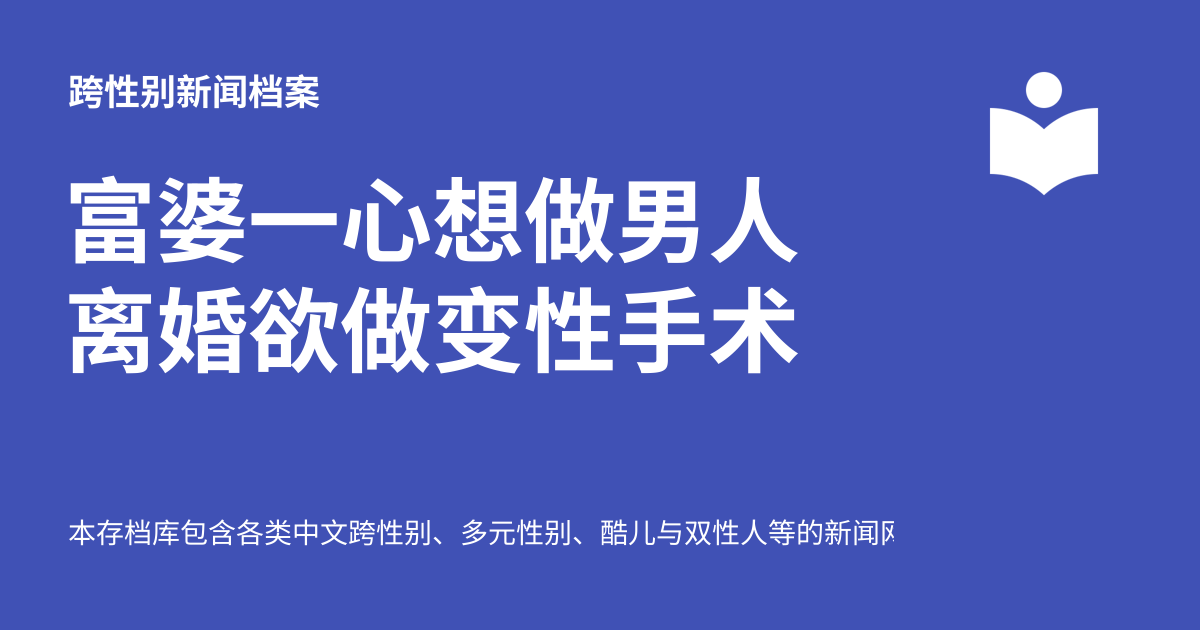 跨性别新闻档案
富婆一心想做男人
离婚欲做变性手术
本存档库包含各类中文跨性别、多元性别、酷儿与双性人等的新闻